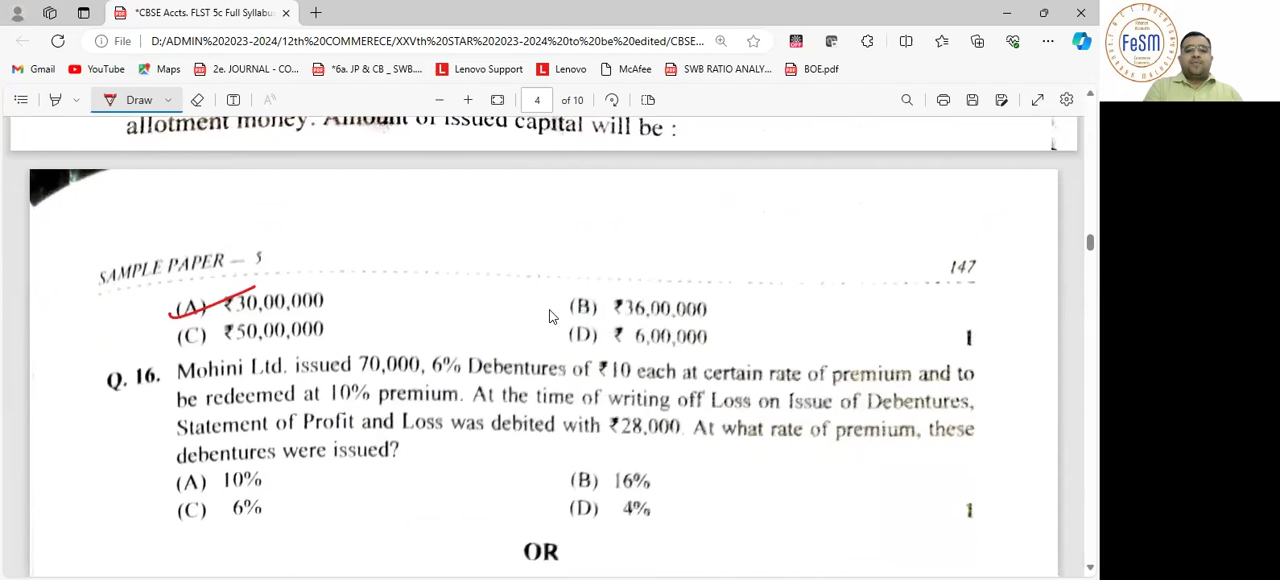 *CBSE Accts. FLST 5c Full Syllabu
File
D:/ADMIN%202023-2024/12th%20COMMERECE/XXVth%20STAR%202023-2024%20to%20be%20edited/CBSE...
OFF
Gmail
YouTube
Maps
2e. JOURNAL - CO...
*6a. JP & CB _ SWB....
Lenovo Support
Lenovo
McAfee
SWB RATIO ANALY...
BOE.pdf
Draw
4 of 10
allotment money. Amount of issued capital will be :
SAMPLE PAPER — 5
147
(A) ₹30,00,000
(B) ₹36,00,000
(C) ₹50,00,000
(D) ₹ 6,00,000
1
Q. 16. Mohini Ltd. issued 70,000, 6% Debentures of ₹10 each at certain rate of premium and to
be redeemed at 10% premium. At the time of writing off Loss on Issue of Debentures,
Statement of Profit and Loss was debited with ₹28,000. At what rate of premium, these
debentures were issued?
(A) 10%
(B) 16%
(C) 6%
(D) 4%
1
OR
FeSM